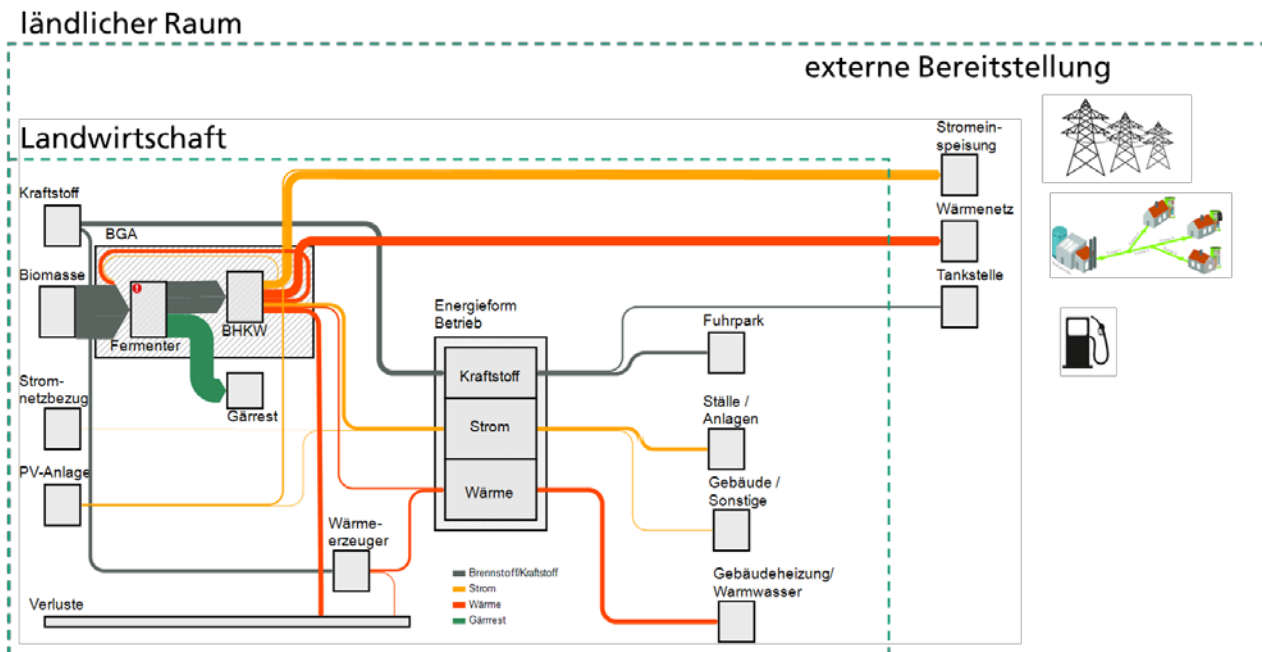 ländlicher Raum
externe Bereitstellung
Landwirtschaft
Stromein-
speisung
Kraftstoff
BGA
Wärmenetz
Biomasse
Tankstelle
Energieform
Betrieb
Fuhrpark
BHKW
Fermenter
Kraftstoff
Strom-
netzbezug
Gärrest
Ställe /
Anlagen
Strom
PV-Anlage
Gebäude /
Sonstige
Wärme
Wärme-
erzeuger
Brennstoff/Kraftstoff
Strom
Wärme
Gärrrest
Gebäudeheizung/
Warmwasser
Verluste